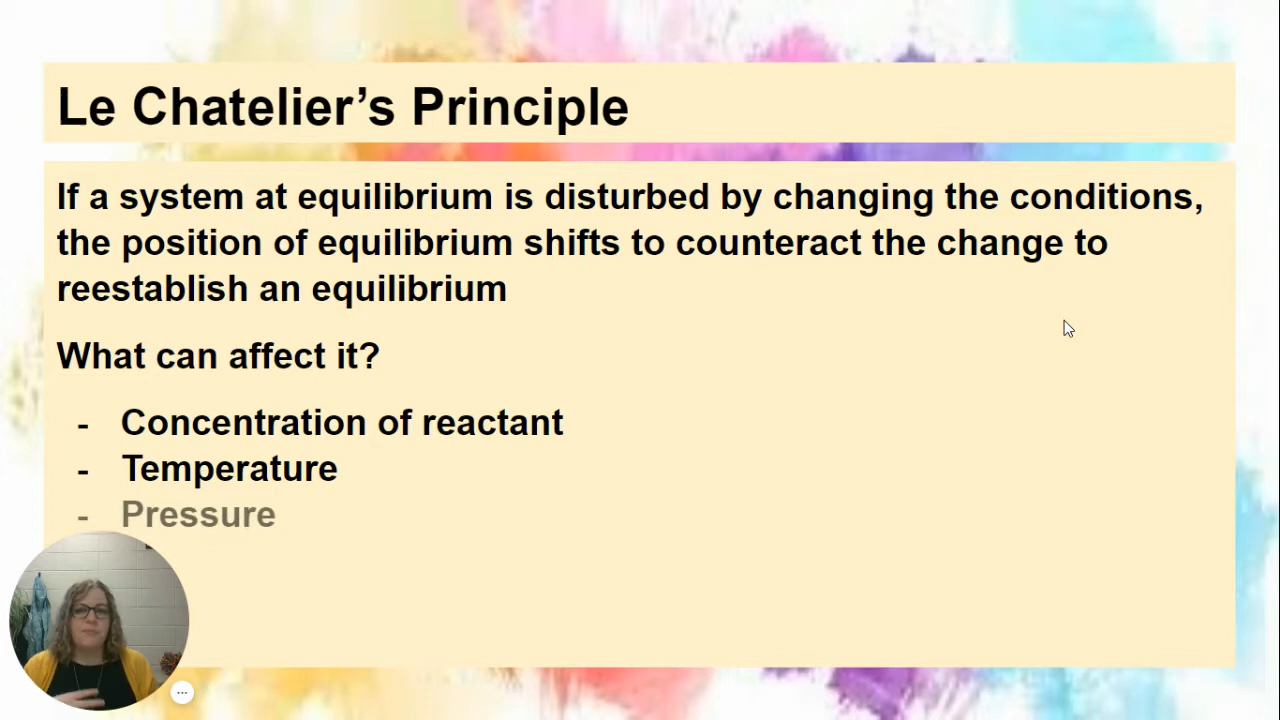 Le Chatelier’s Principle
If a system at equilibrium is disturbed by changing the conditions,
the position of equilibrium shifts to counteract the change to
reestablish an equilibrium
What can affect it?
- Concentration of reactant
- Temperature
- Pressure